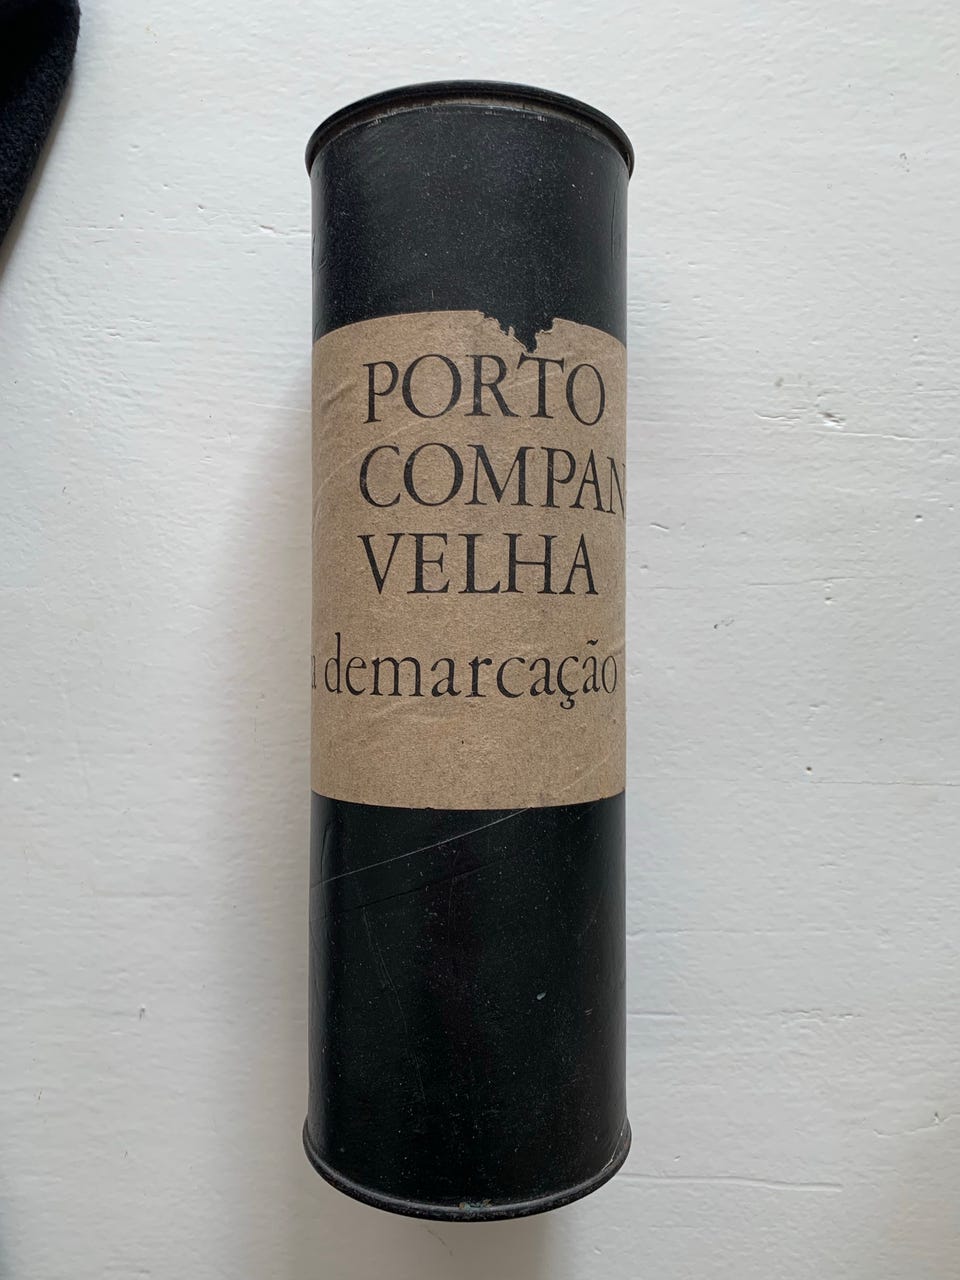 PORTO
COMPAN
VELHA
a demarcação